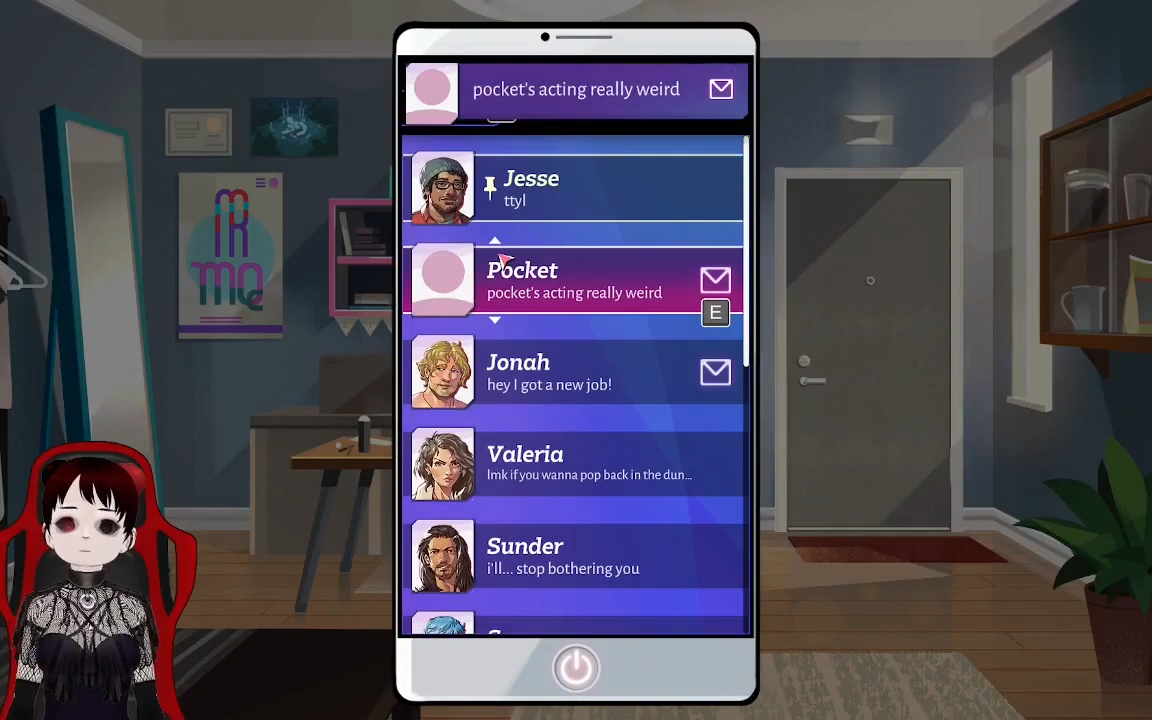 pocket's acting really weird
Jesse
ttyl
Pocket
pocket's acting really weird
E
Jonah
hey I got a new job!
Valeria
lmk if you wanna pop back in the dun...
Sunder
i'll... stop bothering you